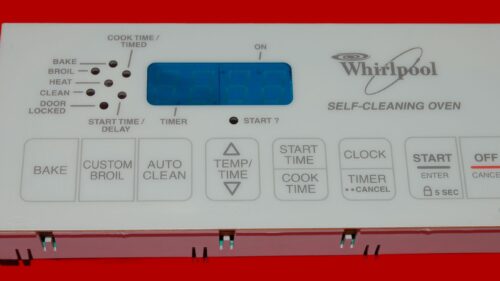 COOK TIME /
TIMED
BAKE
BROIL
HEAT
CLEAN
DOOR
LOCKED
START TIME /
DELAY
ON
TIMER
START ?
Whirlpool
SELF-CLEANING OVEN
BAKE
CUSTOM
BROIL
AUTO
CLEAN
TEMP/
TIME
START
TIME
COOK
TIME
CLOCK
TIMER
••CANCEL
START
ENTER
5 SEC
OFF
CANCE